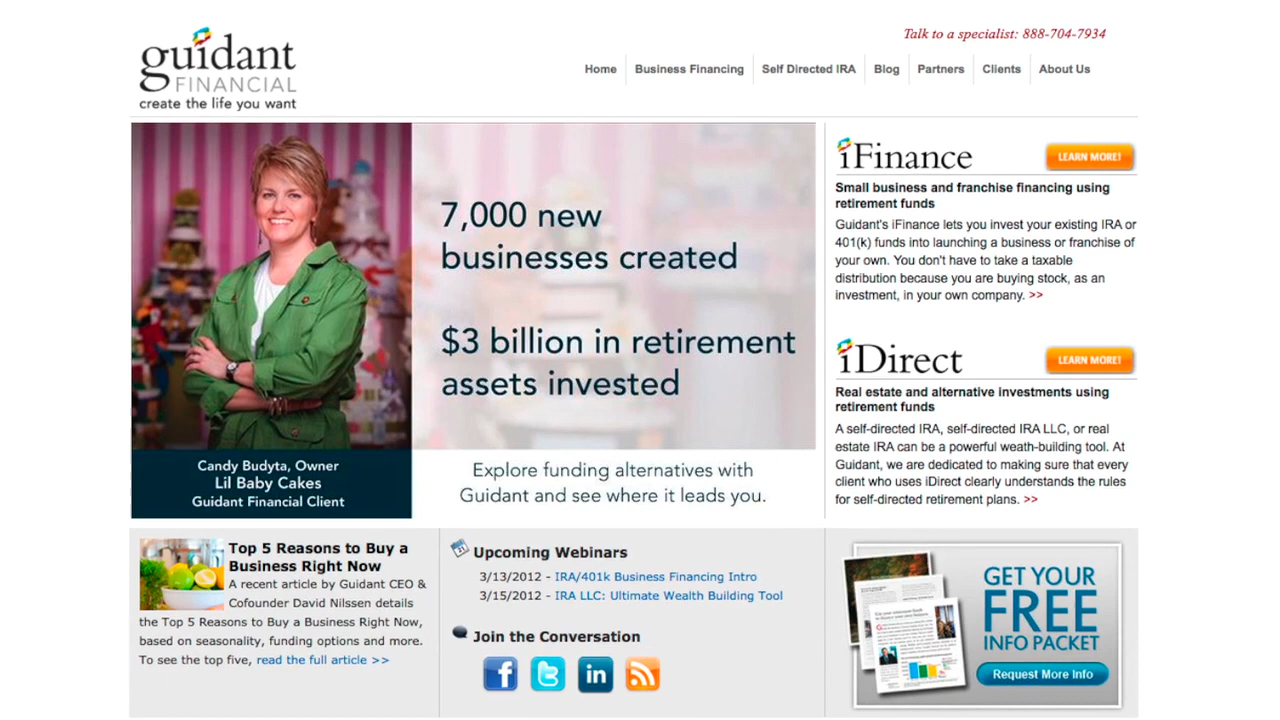 guidant
FINANCIAL
create the life you want
Talk to a specialist: 888-704-7934
Home
Business Financing
Self Directed IRA
Blog
Partners
Clients
About Us
7,000 new
businesses created
$3 billion in retirement
assets invested
Candy Budyta, Owner
Lil Baby Cakes
Guidant Financial Client
Explore funding alternatives with
Guidant and see where it leads you.
iFinance
LEARN MORE!
Small business and franchise financing using
retirement funds
Guidant's iFinance lets you invest your existing IRA or
401(k) funds into launching a business or franchise of
your own. You don't have to take a taxable
distribution because you are buying stock, as an
investment, in your own company. >>
iDirect
LEARN MORE!
Real estate and alternative investments using
retirement funds
A self-directed IRA, self-directed IRA LLC, or real
estate IRA can be a powerful weath-building tool. At
Guidant, we are dedicated to making sure that every
client who uses iDirect clearly understands the rules
for self-directed retirement plans. >>
Top 5 Reasons to Buy a
Business Right Now
A recent article by Guidant CEO &
Cofounder David Nilssen details
the Top 5 Reasons to Buy a Business Right Now,
based on seasonality, funding options and more.
To see the top five, read the full article >>
Upcoming Webinars
3/13/2012 - IRA/401k Business Financing Intro
3/15/2012 - IRA LLC: Ultimate Wealth Building Tool
Join the Conversation
f
t
in
GET YOUR
FREE
INFO PACKET
Request More Info